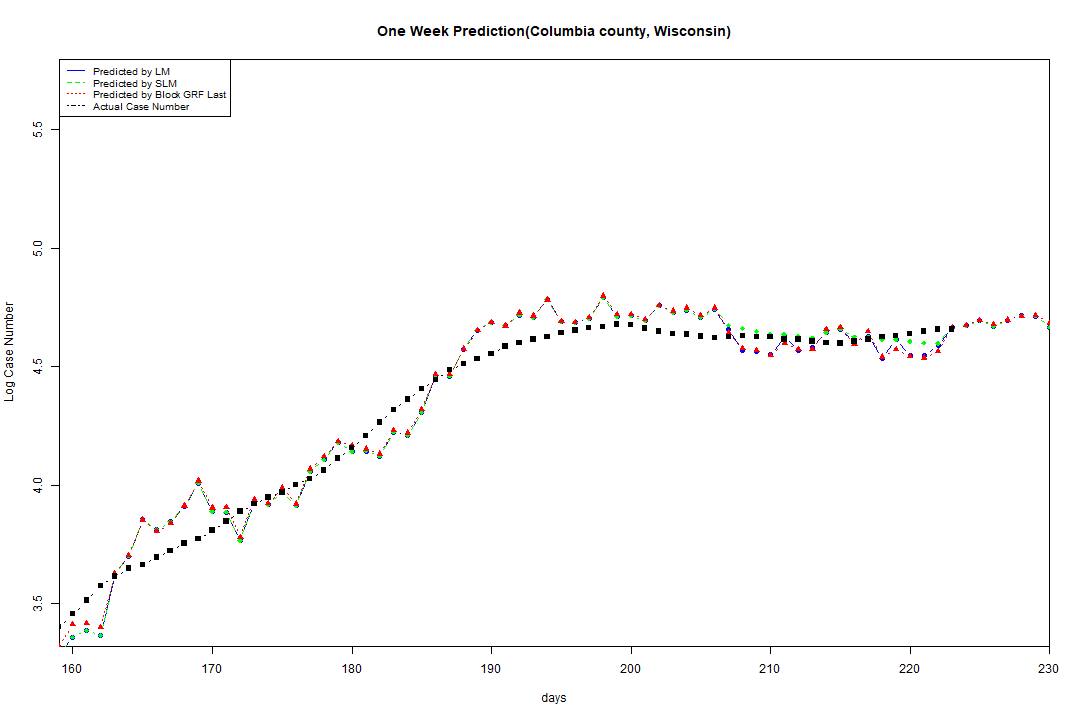 One Week Prediction(Columbia county, Wisconsin)
Predicted by LM
Predicted by SLM
Predicted by Block GRF Last
Actual Case Number
5.5
5.0
4.5
4.0
3.5
Log Case Number
160 170 180 190 200 210 220 230
days